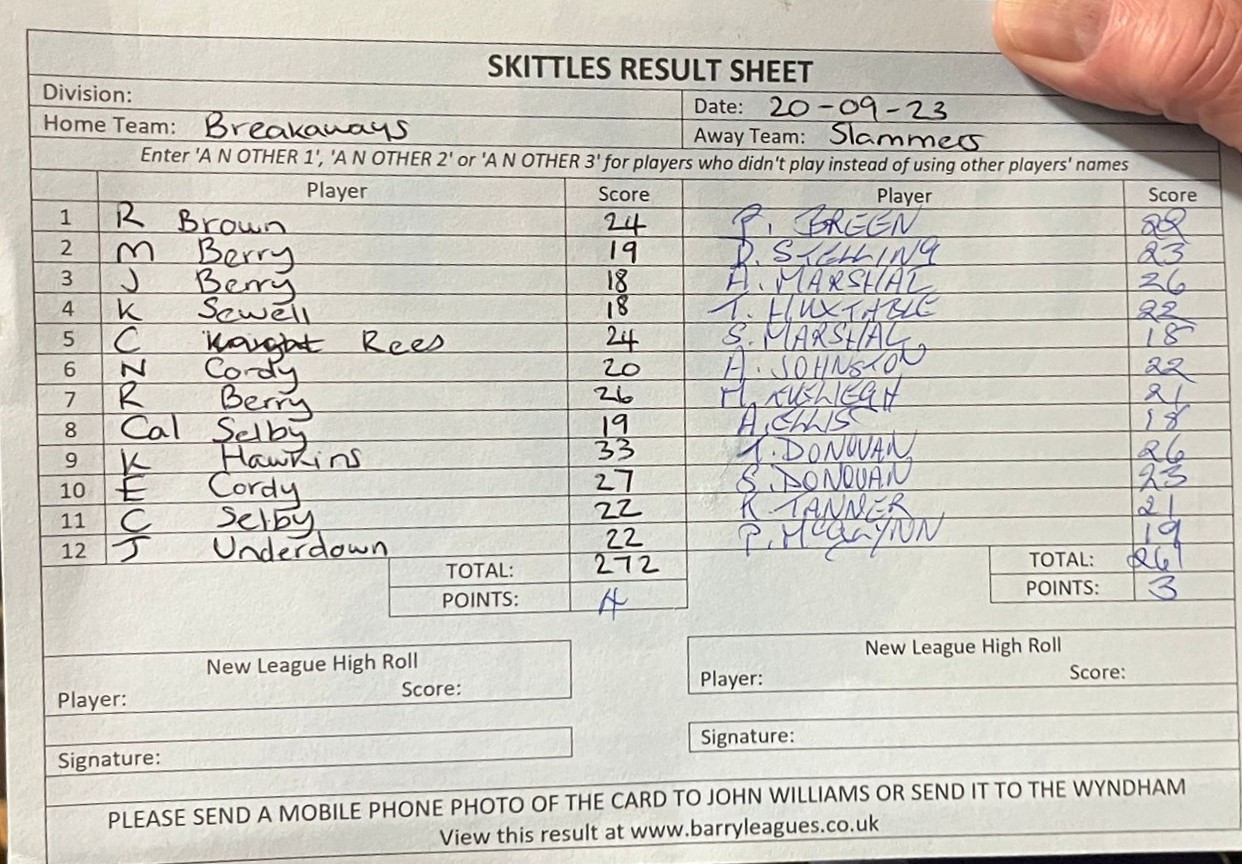 SKITTLES RESULT SHEET
Division: Date: 20-09-23
Home Team: Breakaways Away Team: Slammers
Enter 'A N OTHER 1', 'A N OTHER 2' or 'A N OTHER 3' for players who didn't play instead of using other players' names
Player Score Player Score
1 R Brown 24 P. BREEN 22
2 M Berry 19 D. 23
3 J Berry 18 A. MARSHAL 26
4 K Sewell 18 T. HUXTABLE 22
5 C Rees 24 S. MARSHAL 18
6 N Cordy 20 A. JOHNSTON 22
7 R Berry 26 M. 21
8 Cal Selby 19 A. ELLIS 18
9 K Hawkins 33 DONOVAN 26
10 E Cordy 27 S. DONOVAN 23
11 C Selby 22 R. TANNER 21
12 J Underdown 22 P. McGLYNN 19
TOTAL: 272 TOTAL: 261
POINTS: 4 POINTS: 3
New League High Roll New League High Roll
Player: Score: Player: Score:
Signature: Signature:
PLEASE SEND A MOBILE PHONE PHOTO OF THE CARD TO JOHN WILLIAMS OR SEND IT TO THE WYNDHAM
View this result at www.barryleagues.co.uk